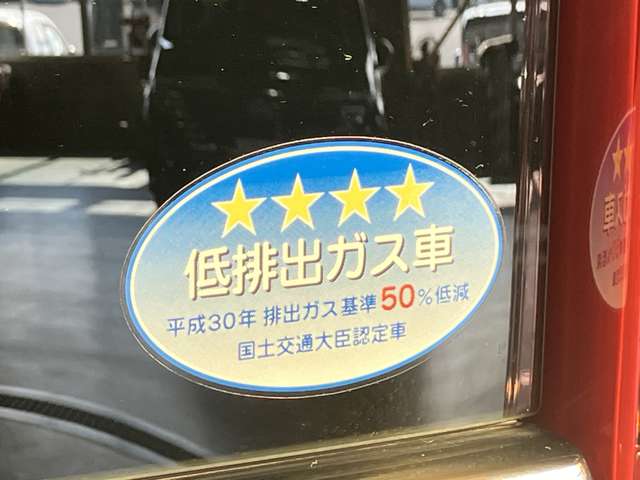 ★★★★
低排出ガス車
平成30年 排出ガス基準50%低減
国土交通大臣認定車